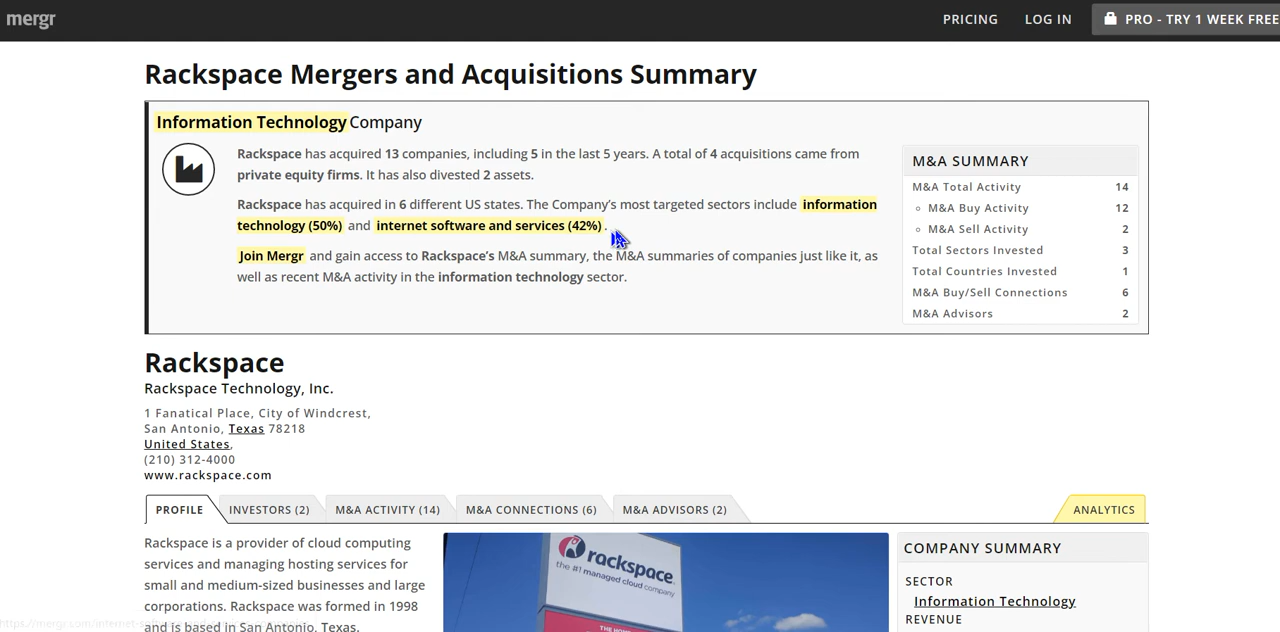 mergr
PRICING
LOG IN
PRO - TRY 1 WEEK FREE
Rackspace Mergers and Acquisitions Summary
Information Technology Company
Rackspace has acquired 13 companies, including 5 in the last 5 years. A total of 4 acquisitions came from
private equity firms. It has also divested 2 assets.
Rackspace has acquired in 6 different US states. The Company's most targeted sectors include information
technology (50%) and internet software and services (42%).
Join Mergr and gain access to Rackspace's M&A summary, the M&A summaries of companies just like it, as
well as recent M&A activity in the information technology sector.
M&A SUMMARY
M&A Total Activity 14
M&A Buy Activity 12
M&A Sell Activity 2
Total Sectors Invested 3
Total Countries Invested 1
M&A Buy/Sell Connections 6
M&A Advisors 2
Rackspace
Rackspace Technology, Inc.
1 Fanatical Place, City of Windcrest,
San Antonio, Texas 78218
United States,
(210) 312-4000
www.rackspace.com
PROFILE
INVESTORS (2)
M&A ACTIVITY (14)
M&A CONNECTIONS (6)
M&A ADVISORS (2)
ANALYTICS
Rackspace is a provider of cloud computing
services and managing hosting services for
small and medium-sized businesses and large
corporations. Rackspace was formed in 1998
and is based in San Antonio, Texas.
rackspace.
the #1 managed cloud company
THE HOME
COMPANY SUMMARY
SECTOR
Information Technology
REVENUE